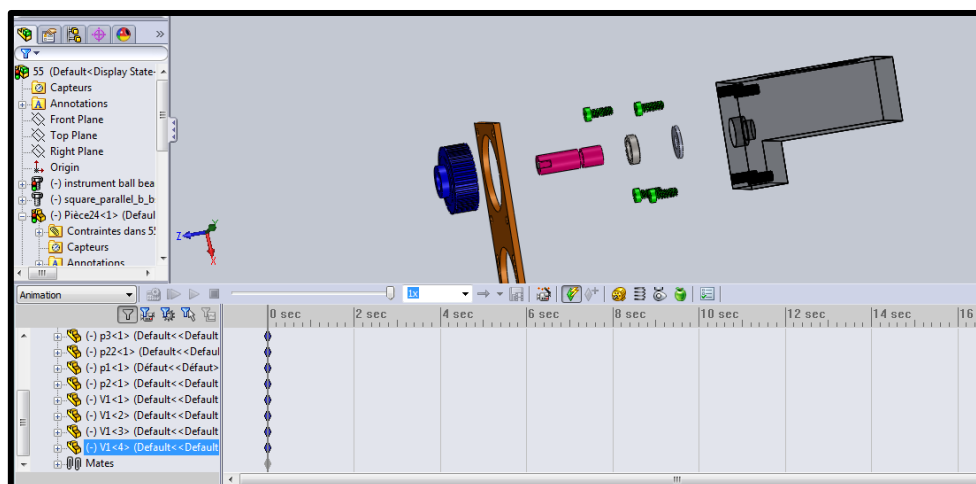 »
55 (Default<Display State-
Capteurs
A Annotations
Front Plane
Top Plane
Right Plane
Origin
(-) instrument ball bea
(-) square_parallel_b_b
(-) Pièce24<1> (Defaul
Contraintes dans 55
Capteurs
A Annotations
Z
Y
X
Animation
1x
0 sec 2 sec 4 sec 6 sec 8 sec 10 sec 12 sec 14 sec 16
(-) p3<1> (Default<<Default
(-) p22<1> (Default<<Defaul
(-) p1<1> (Défaut<<Défaut>
(-) p2<1> (Default<<Default
(-) V1<1> (Default<<Default
(-) V1<2> (Default<<Default
(-) V1<3> (Default<<Default
(-) V1<4> (Default<<Default
Mates